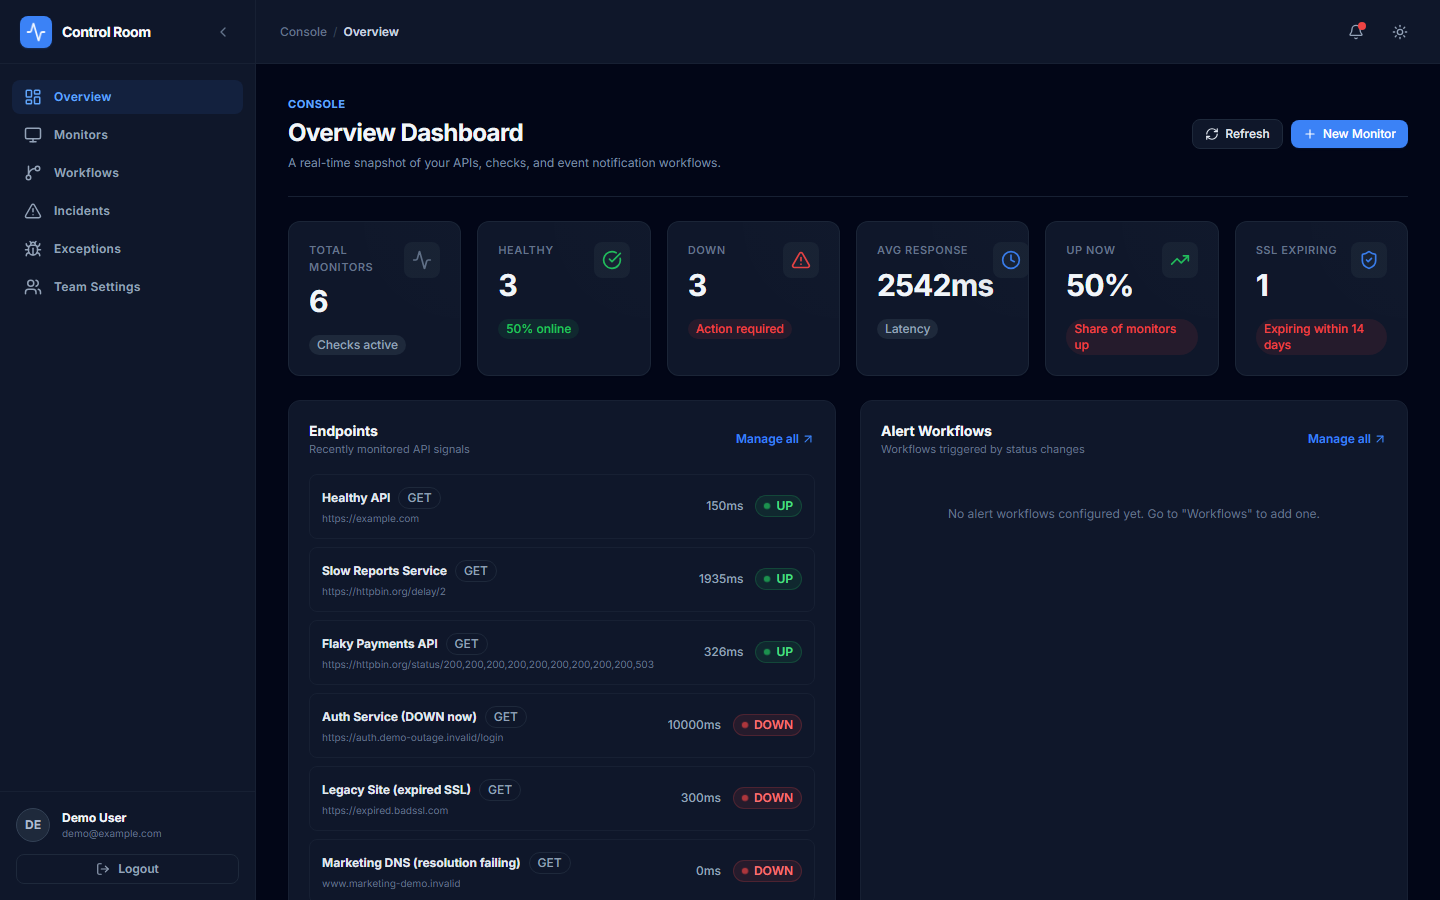 Control Room
Console / Overview
Overview
Monitors
Workflows
Incidents
Exceptions
Team Settings
DE
Demo User
demo@example.com
Logout
CONSOLE
Overview Dashboard
A real-time snapshot of your APIs, checks, and event notification workflows.
Refresh
New Monitor
TOTAL
MONITORS
6
Checks active
HEALTHY
3
50% online
DOWN
3
Action required
AVG RESPONSE
2542ms
Latency
UP NOW
50%
Share of monitors
up
SSL EXPIRING
1
Expiring within 14
days
Endpoints
Recently monitored API signals
Manage all
Healthy API GET
https://example.com
150ms UP
Slow Reports Service GET
https://httpbin.org/delay/2
1935ms UP
Flaky Payments API GET
https://httpbin.org/status/200,200,200,200,200,200,200,200,200,503
326ms UP
Auth Service (DOWN now) GET
https://auth.demo-outage.invalid/login
10000ms DOWN
Legacy Site (expired SSL) GET
https://expired.badssl.com
300ms DOWN
Marketing DNS (resolution failing) GET
www.marketing-demo.invalid
0ms DOWN
Alert Workflows
Workflows triggered by status changes
Manage all
No alert workflows configured yet. Go to "Workflows" to add one.